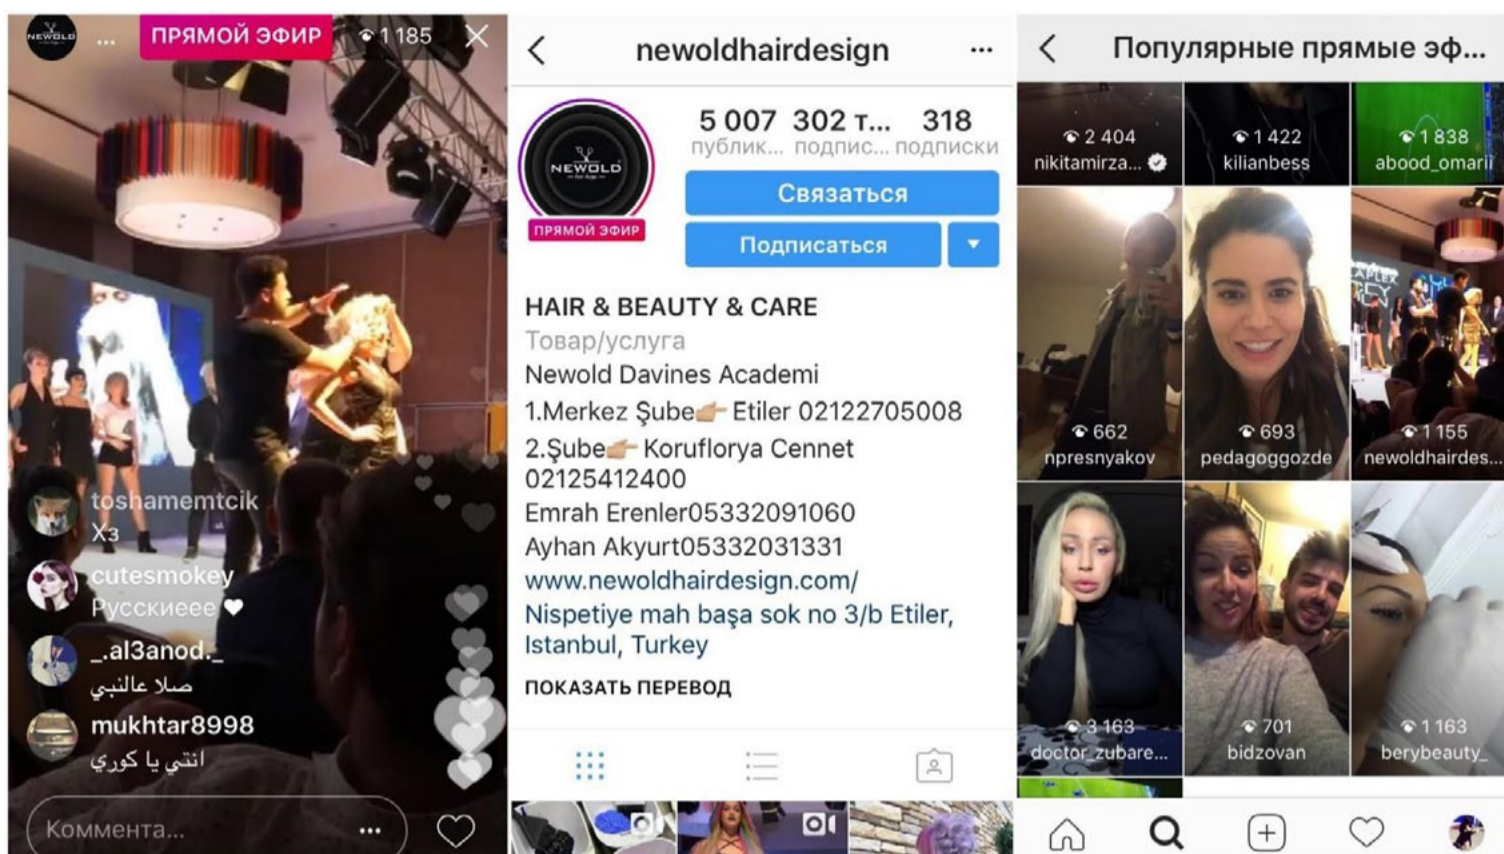 NEWOLD
...
ПРЯМОЙ ЭФИР
1 185
toshamemtcik
Хз
cutesmokey
Русскиеее ♥
_.al3anod._
صلا عالنبي
mukhtar8998
انتي يا كوري
Коммента...
newoldhairdesign
NEWOLD
ПРЯМОЙ ЭФИР
5 007 302 т... 318
публик... подпис... подписки
Связаться
Подписаться
HAIR & BEAUTY & CARE
Товар/услуга
Newold Davines Academi
1.Merkez Şube👉🏼 Etiler 02122705008
2.Şube👉🏼 Koruflorya Cennet
02125412400
Emrah Erenler05332091060
Ayhan Akyurt05332031331
www.newoldhairdesign.com/
Nispetiye mah başa sok no 3/b Etiler,
Istanbul, Turkey
ПОКАЗАТЬ ПЕРЕВОД
Популярные прямые эф...
2 404
nikitamirza...
1 422
kilianbess
1 838
abood_omarii
662
npresnyakov
693
pedagoggozde
1 155
newoldhairdes...
3 163
doctor_zubare...
701
bidzovan
1 163
berybeauty_